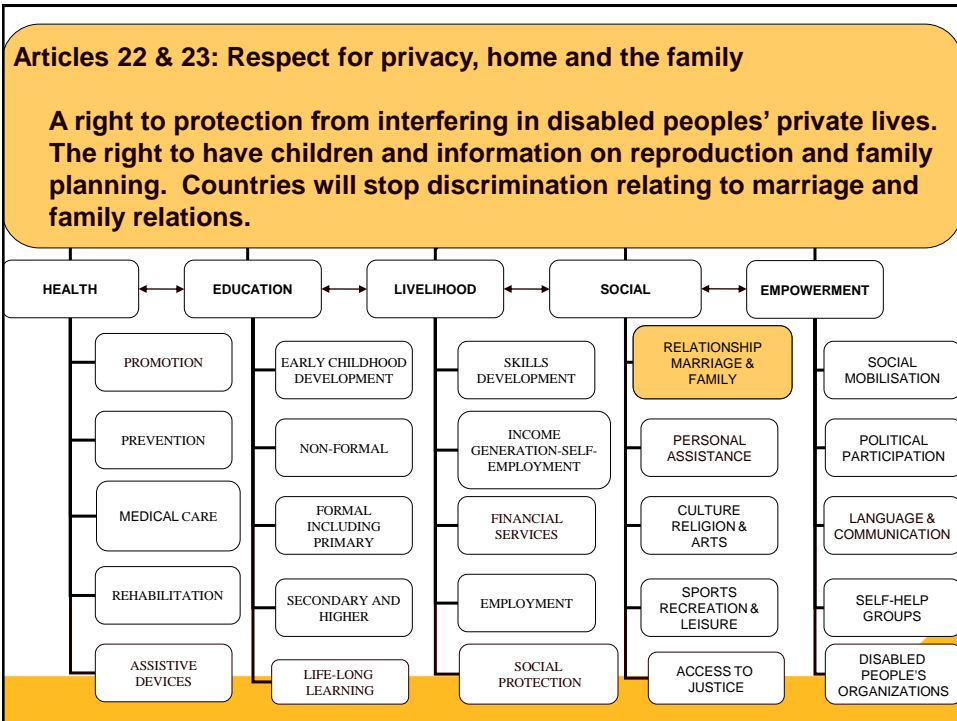 Articles 22 & 23: Respect for privacy, home and the family
A right to protection from interfering in disabled peoples' private lives.
The right to have children and information on reproduction and family
planning. Countries will stop discrimination relating to marriage and
family relations.
HEALTH
EDUCATION
LIVELIHOOD
SOCIAL
EMPOWERMENT
PROMOTION
PREVENTION
MEDICAL CARE
REHABILITATION
ASSISTIVE
DEVICES
EARLY CHILDHOOD
DEVELOPMENT
NON-FORMAL
FORMAL
INCLUDING
PRIMARY
SECONDARY AND
HIGHER
LIFE-LONG
LEARNING
SKILLS
DEVELOPMENT
INCOME
GENERATION-SELF-
EMPLOYMENT
FINANCIAL
SERVICES
EMPLOYMENT
SOCIAL
PROTECTION
RELATIONSHIP
MARRIAGE &
FAMILY
PERSONAL
ASSISTANCE
CULTURE
RELIGION &
ARTS
SPORTS
RECREATION &
LEISURE
ACCESS TO
JUSTICE
SOCIAL
MOBILISATION
POLITICAL
PARTICIPATION
LANGUAGE &
COMMUNICATION
SELF-HELP
GROUPS
DISABLED
PEOPLE'S
ORGANIZATIONS